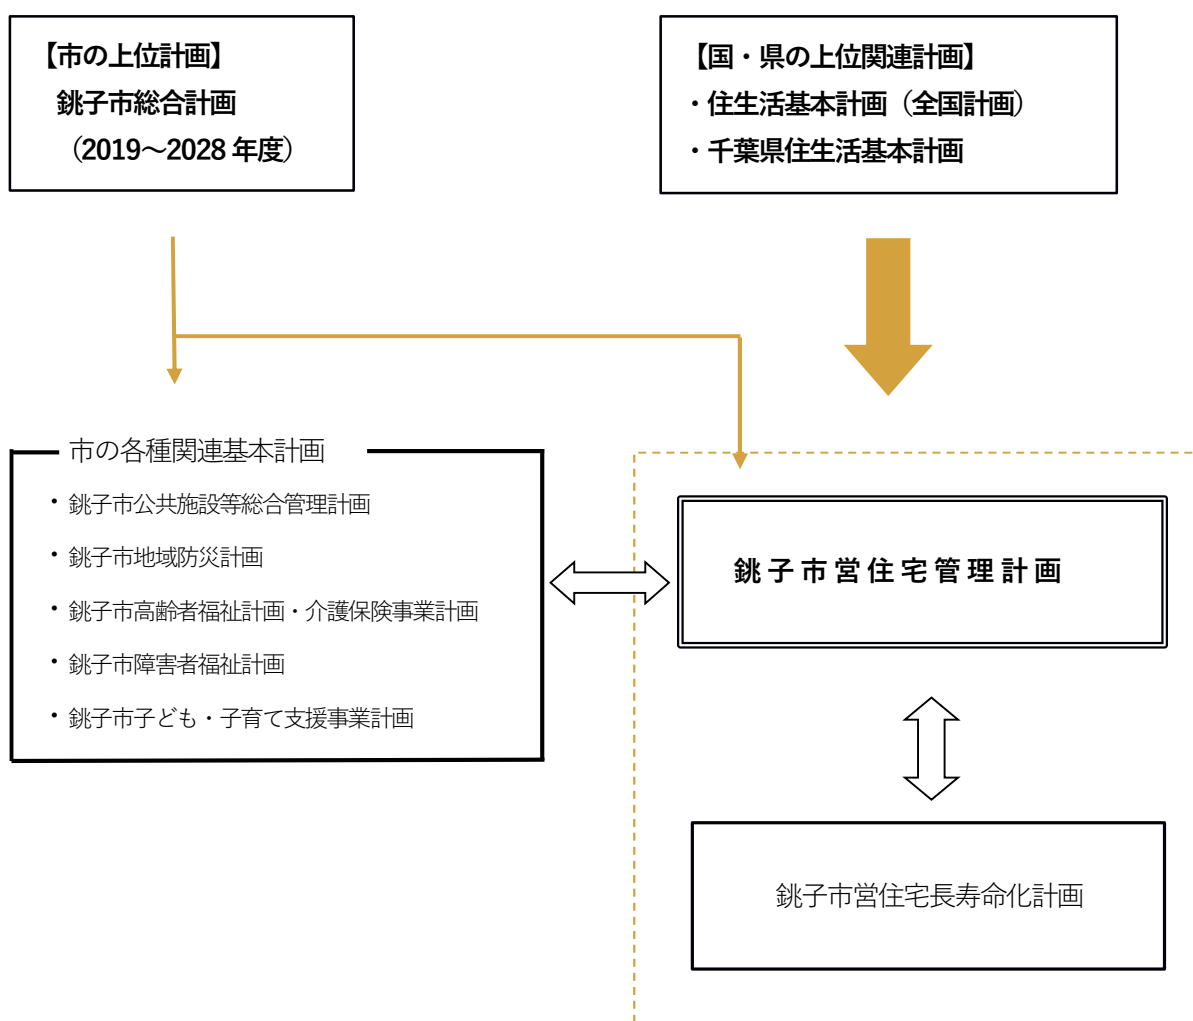 【市の上位計画】
銚子市総合計画
（2019～2028 年度）
【国・県の上位関連計画】
・住生活基本計画（全国計画）
・千葉県住生活基本計画
市の各種関連基本計画
・銚子市公共施設等総合管理計画
・銚子市地域防災計画
・銚子市高齢者福祉計画・介護保険事業計画
・銚子市障害者福祉計画
・銚子市子ども・子育て支援事業計画
銚子市営住宅管理計画
銚子市営住宅長寿命化計画